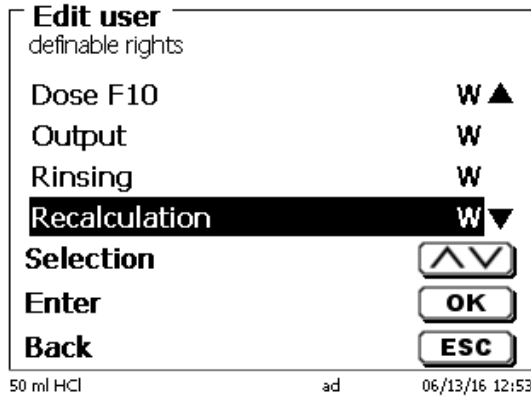 Edit user
definable rights
Dose F10 W
Output W
Rinsing W
Recalculation W
Selection
Enter OK
Back ESC
50 ml HCl ad 06/13/16 12:53